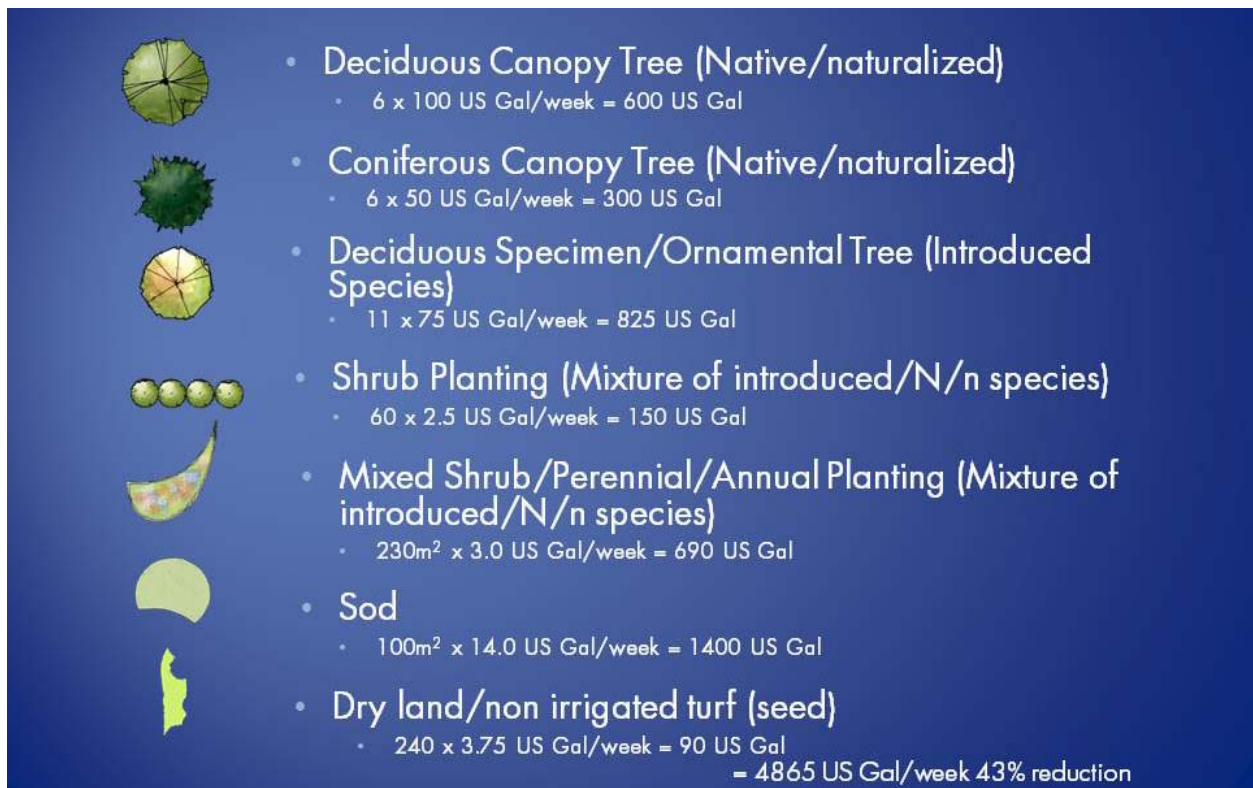 Deciduous Canopy Tree (Native/naturalized)
6 x 100 US Gal/week = 600 US Gal
Coniferous Canopy Tree (Native/naturalized)
6 x 50 US Gal/week = 300 US Gal
Deciduous Specimen/Ornamental Tree (Introduced
Species)
11 x 75 US Gal/week = 825 US Gal
Shrub Planting (Mixture of introduced/N/n species)
60 x 2.5 US Gal/week = 150 US Gal
Mixed Shrub/Perennial/Annual Planting (Mixture of
introduced/N/n species)
230m² x 3.0 US Gal/week = 690 US Gal
Sod
100m² x 14.0 US Gal/week = 1400 US Gal
Dry land/non irrigated turf (seed)
240 x 3.75 US Gal/week = 90 US Gal
= 4865 US Gal/week 43% reduction